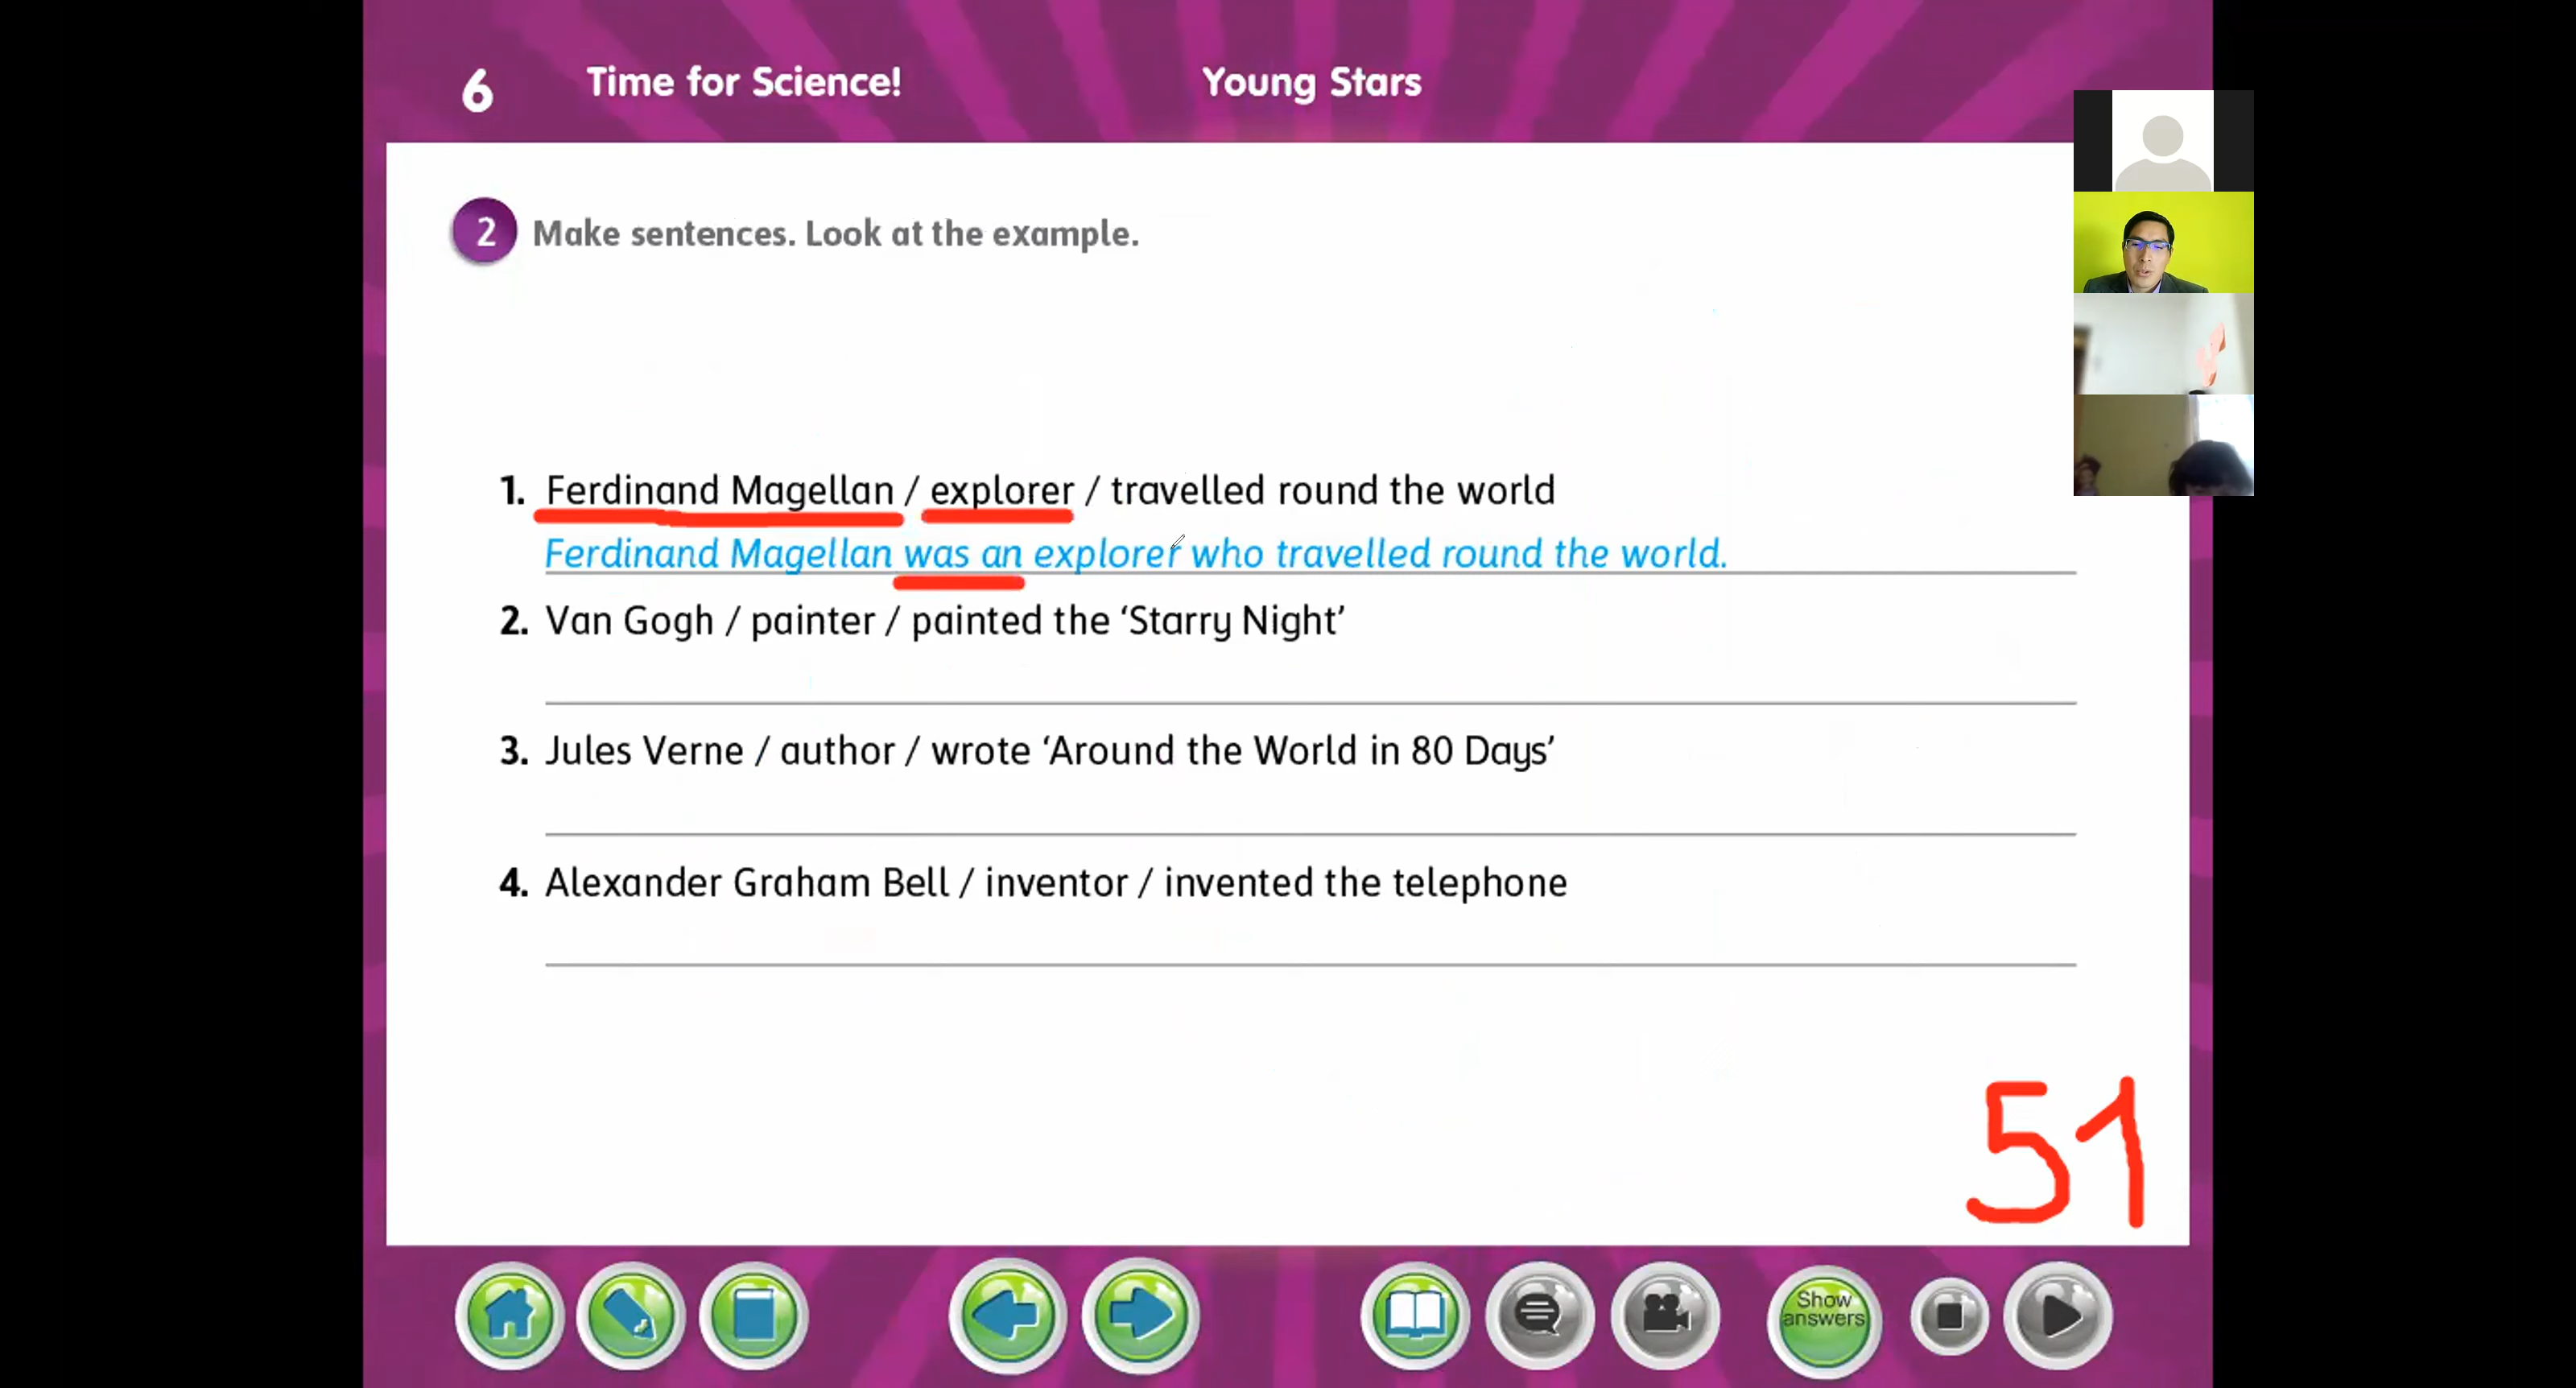 6 Time for Science! Young Stars
2 Make sentences. Look at the example.
1. Ferdinand Magellan / explorer / travelled round the world
Ferdinand Magellan was an explorer who travelled round the world.
2. Van Gogh / painter / painted the ‘Starry Night’
3. Jules Verne / author / wrote ‘Around the World in 80 Days’
4. Alexander Graham Bell / inventor / invented the telephone
51
Show
answers